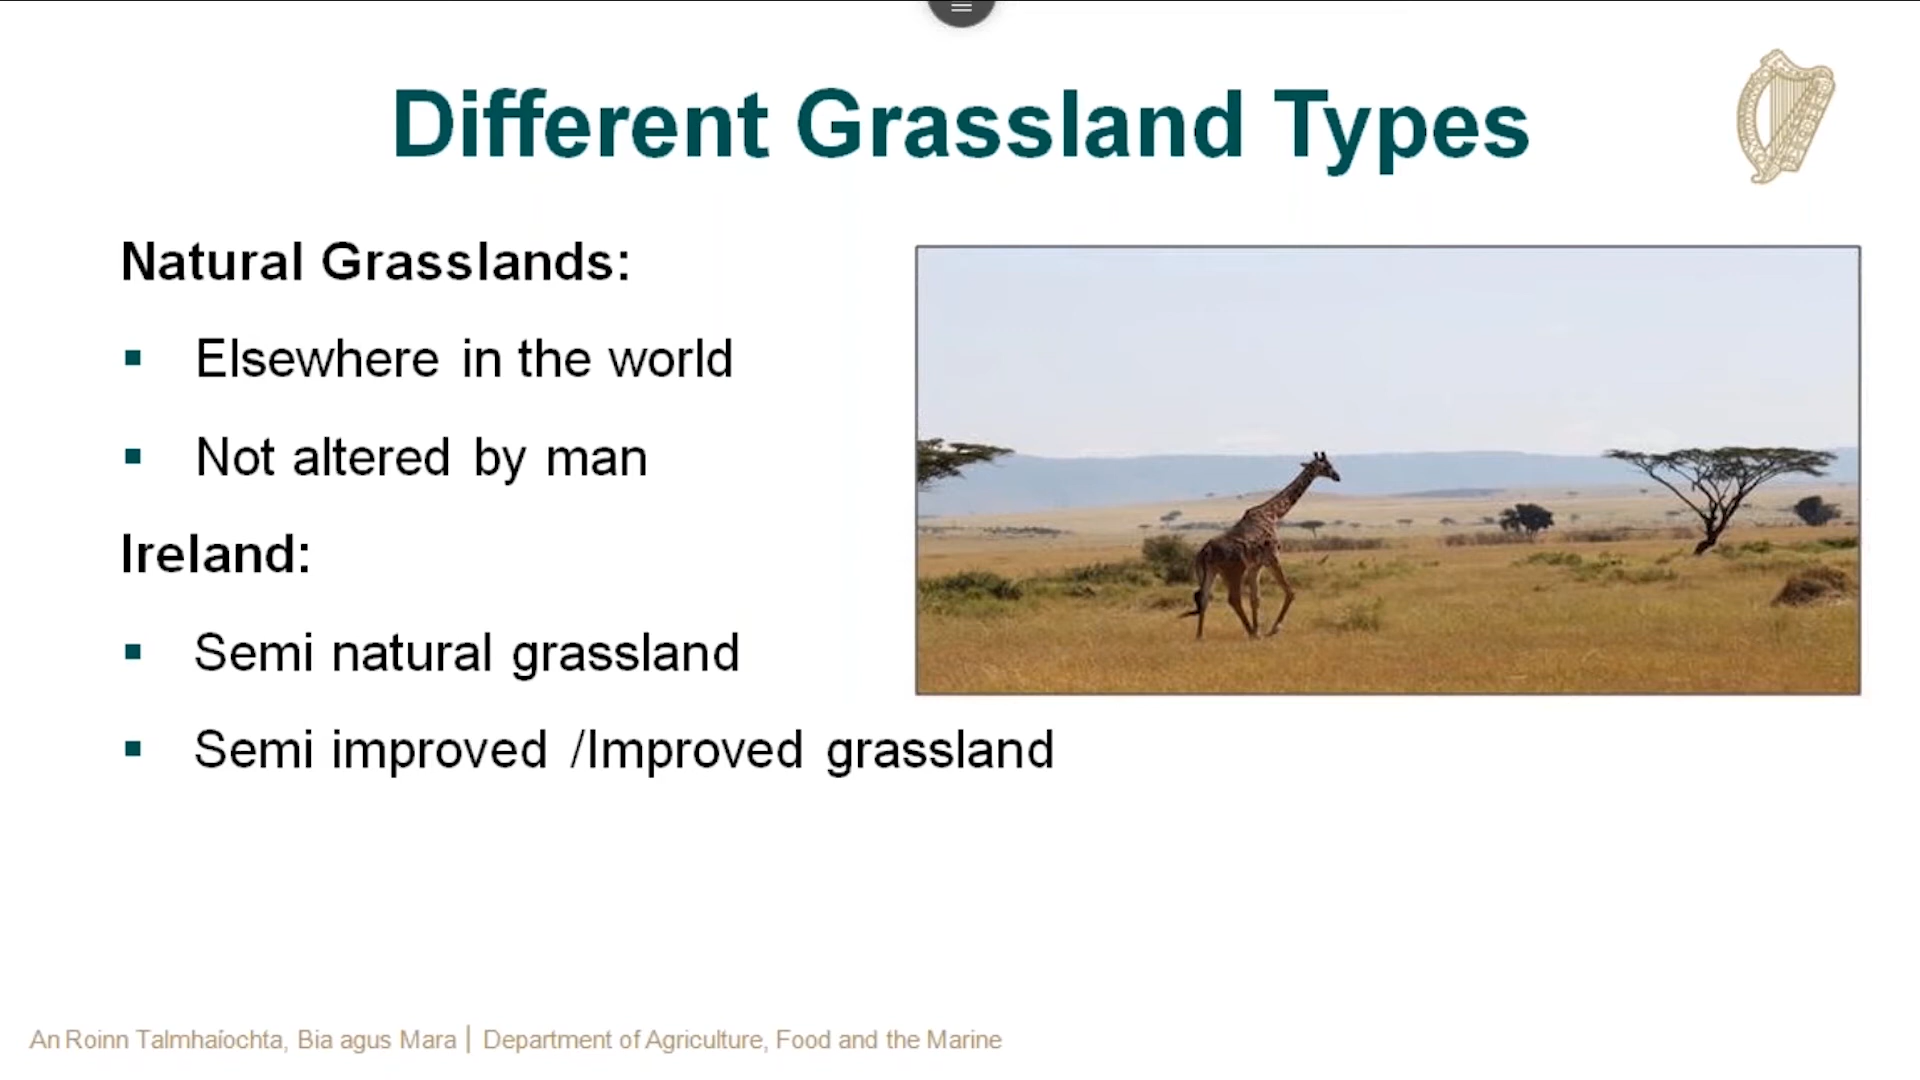 Different Grassland Types
Natural Grasslands:
Elsewhere in the world
Not altered by man
Ireland:
Semi natural grassland
Semi improved /Improved grassland
An Roinn Talmhaíochta, Bia agus Mara | Department of Agriculture, Food and the Marine